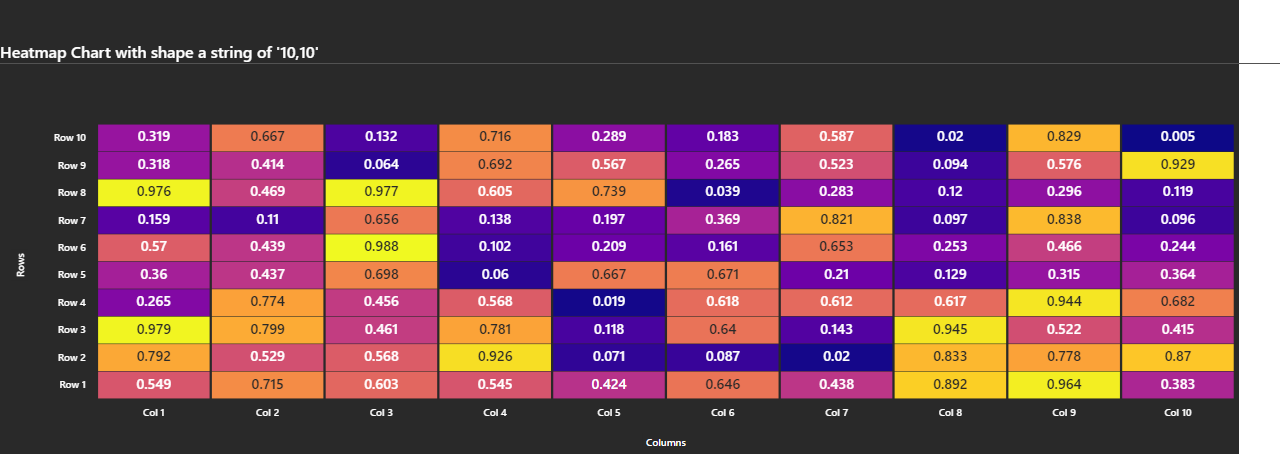 Heatmap Chart with shape a string of '10,10'
Row 10 0.319 0.667 0.132 0.716 0.289 0.183 0.587 0.02 0.829 0.005
Row 9 0.318 0.414 0.064 0.692 0.567 0.265 0.523 0.094 0.576 0.929
Row 8 0.976 0.469 0.977 0.605 0.739 0.039 0.283 0.12 0.296 0.119
Row 7 0.159 0.11 0.656 0.138 0.197 0.369 0.821 0.097 0.838 0.096
Row 6 0.57 0.439 0.988 0.102 0.209 0.161 0.653 0.253 0.466 0.244
Row 5 0.36 0.437 0.698 0.06 0.667 0.671 0.21 0.129 0.315 0.364
Row 4 0.265 0.774 0.456 0.568 0.019 0.618 0.612 0.617 0.944 0.682
Row 3 0.979 0.799 0.461 0.781 0.118 0.64 0.143 0.945 0.522 0.415
Row 2 0.792 0.529 0.568 0.926 0.071 0.087 0.02 0.833 0.778 0.87
Row 1 0.549 0.715 0.603 0.545 0.424 0.646 0.438 0.892 0.964 0.383
Col 1 Col 2 Col 3 Col 4 Col 5 Col 6 Col 7 Col 8 Col 9 Col 10
Rows
Columns